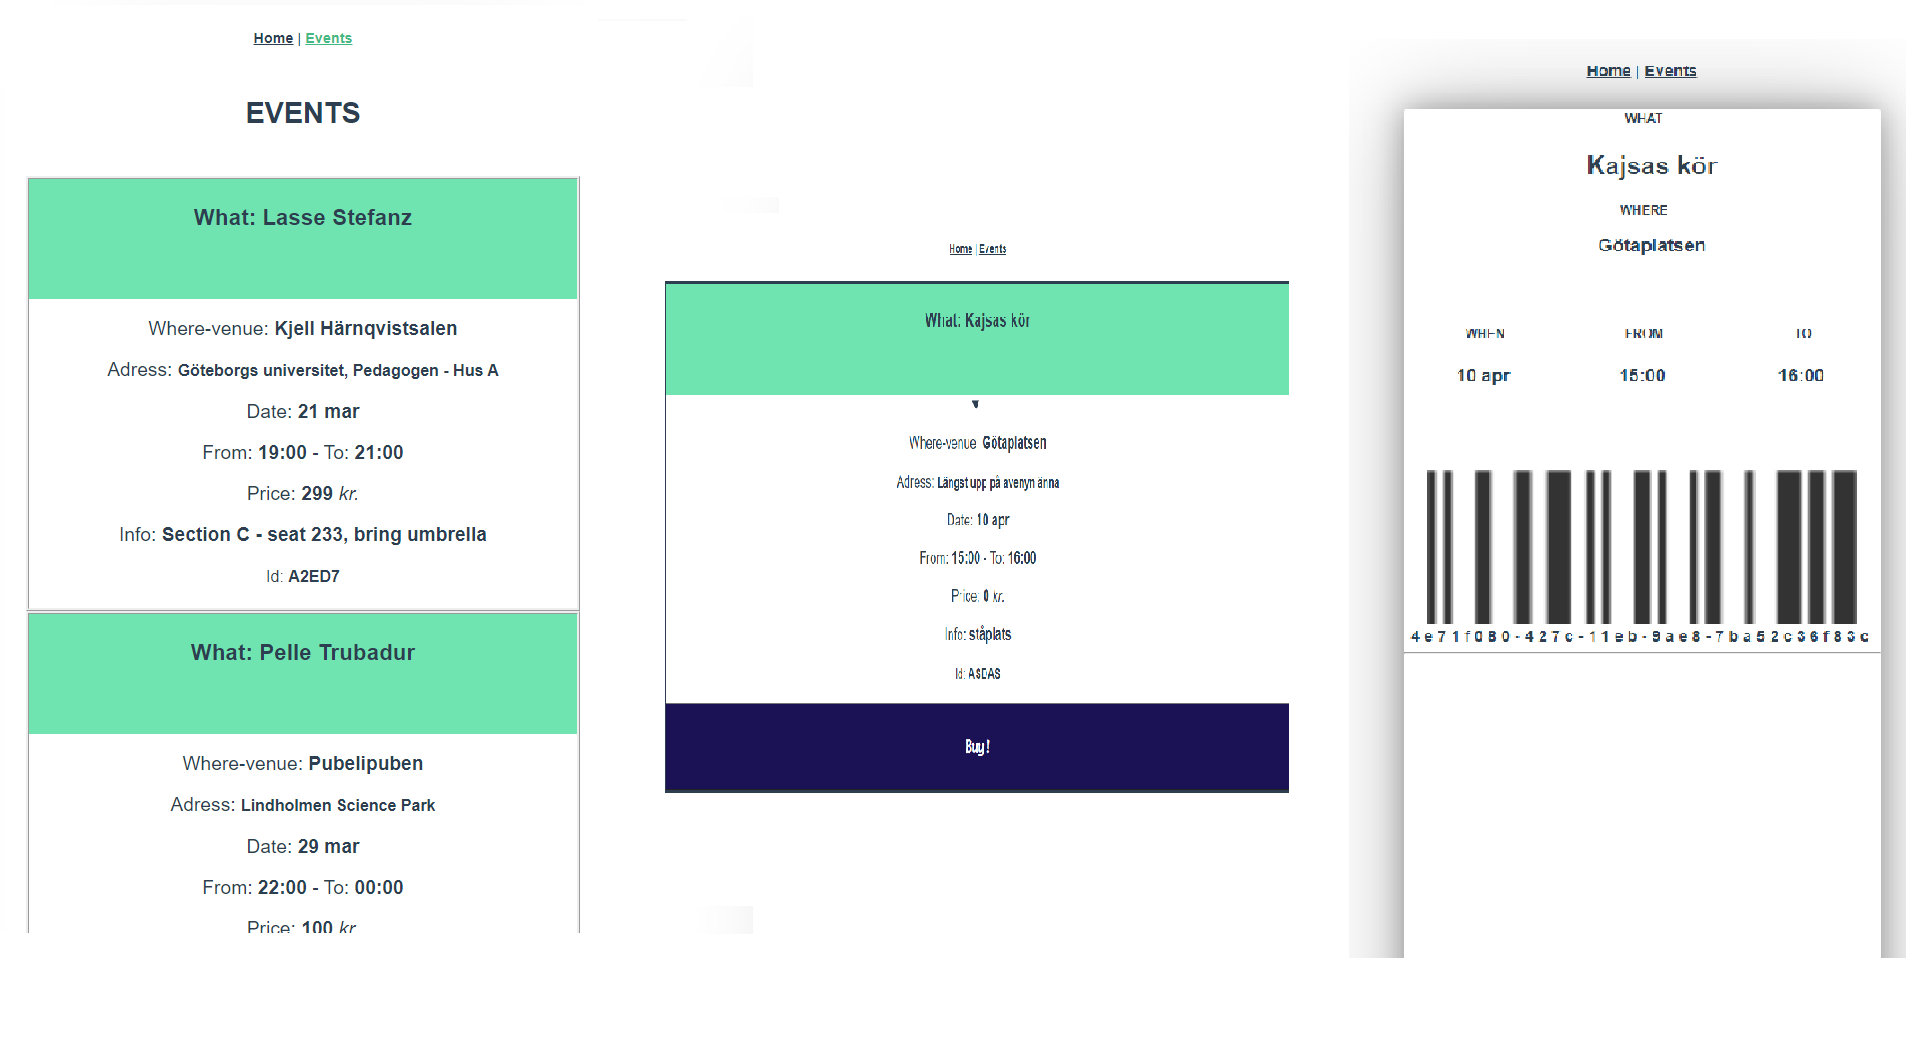 Home | Events
EVENTS
What: Lasse Stefanz
Where-venue: Kjell Härnqvistsalen
Adress: Göteborgs universitet, Pedagogen - Hus A
Date: 21 mar
From: 19:00 - To: 21:00
Price: 299 kr.
Info: Section C - seat 233, bring umbrella
Id: A2ED7
What: Pelle Trubadur
Where-venue: Pubelipuben
Adress: Lindholmen Science Park
Date: 29 mar
From: 22:00 - To: 00:00
Price: 100 kr
Home | Events
What: Kajsas kör
Where-venue Götaplatsen
Adress: Längst upp på avenyn änna
Date: 10 apr
From: 15:00 - To: 16:00
Price: 0 kr.
Info: ståplats
Id: ASDAS
Buy!
Home | Events
WHAT
Kajsas kör
WHERE
Götaplatsen
WHEN FROM TO
10 apr 15:00 16:00
4e71f080-427c-11eb-9ae8-7ba52c36f83c